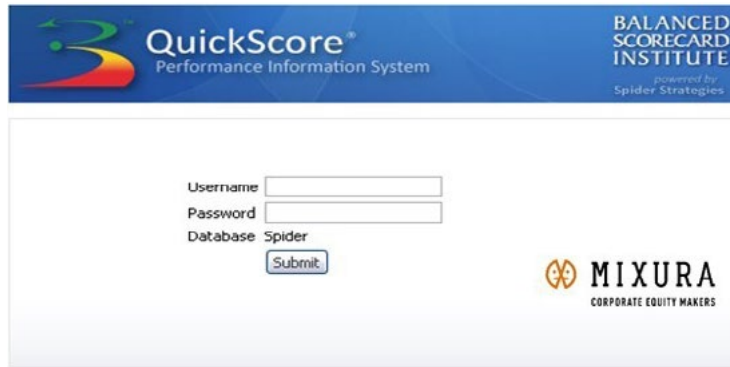 QuickScore®
Performance Information System
BALANCED
SCORECARD
INSTITUTE
powered by
Spider Strategies
Username
Password
Database Spider
Submit
MIXURA
CORPORATE EQUITY MAKERS